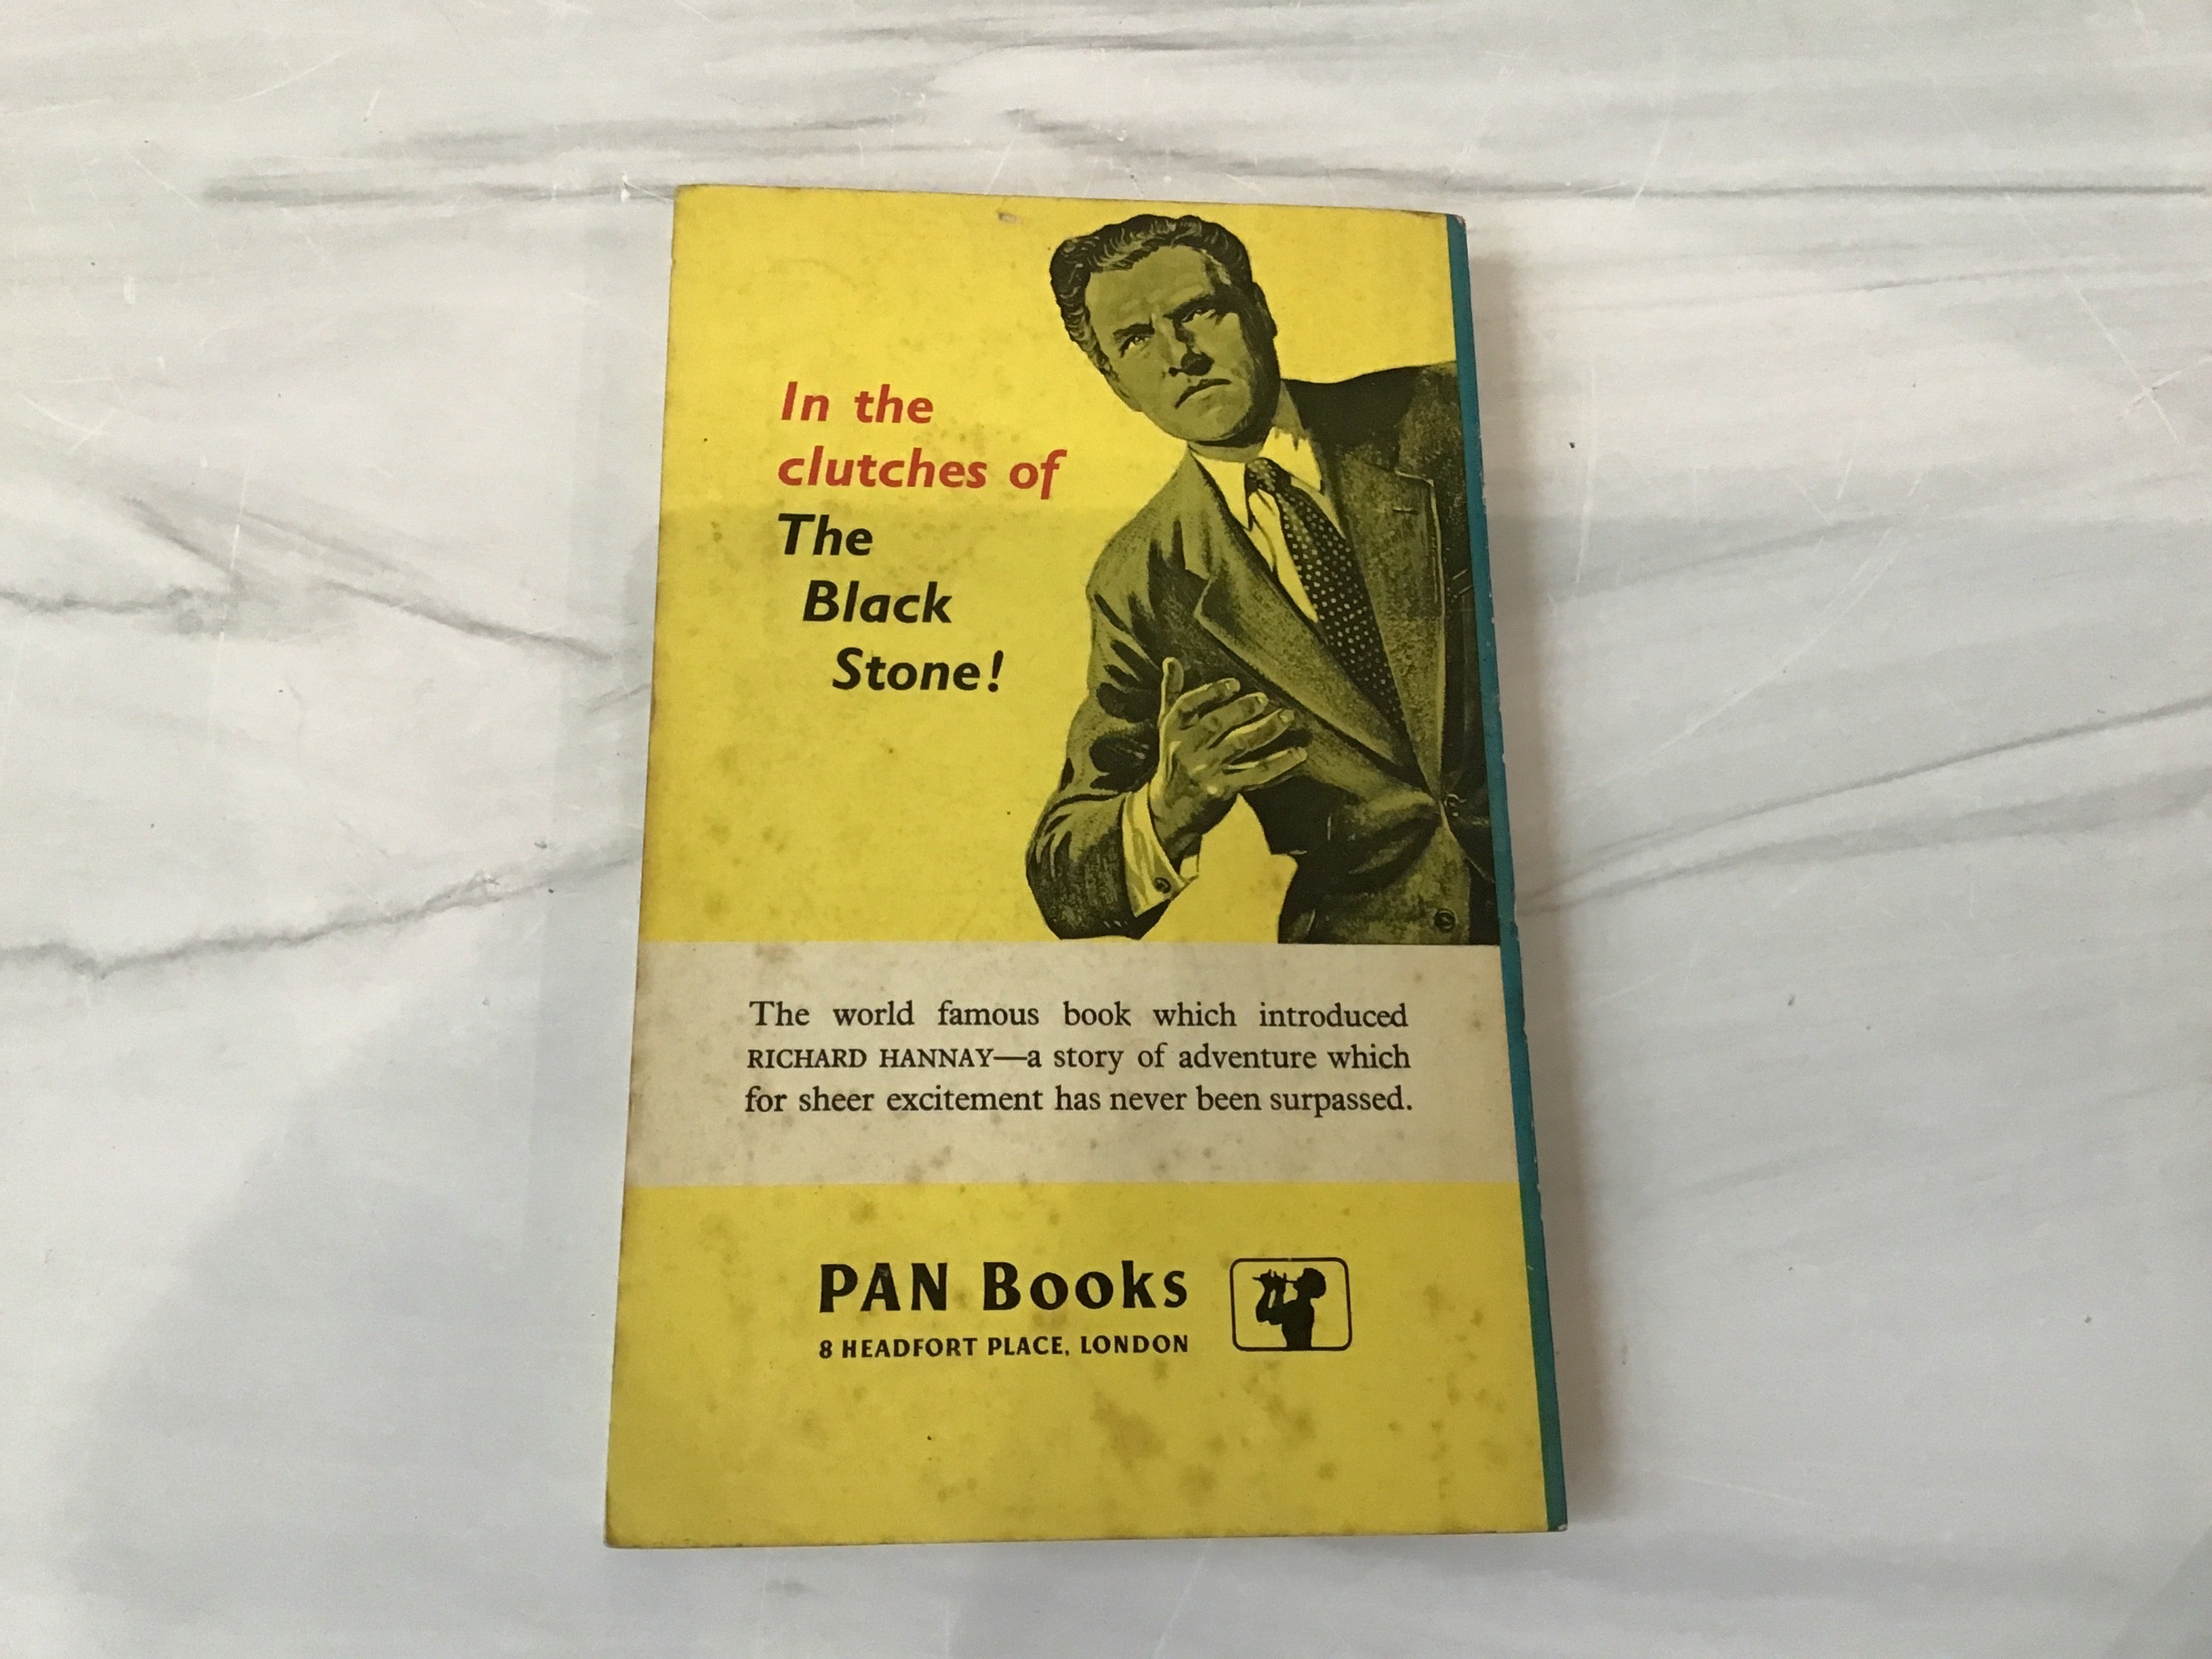 In the
clutches of
The
Black
Stone!
The world famous book which introduced
RICHARD HANNAY—a story of adventure which
for sheer excitement has never been surpassed.
PAN Books
8 HEADFORT PLACE, LONDON